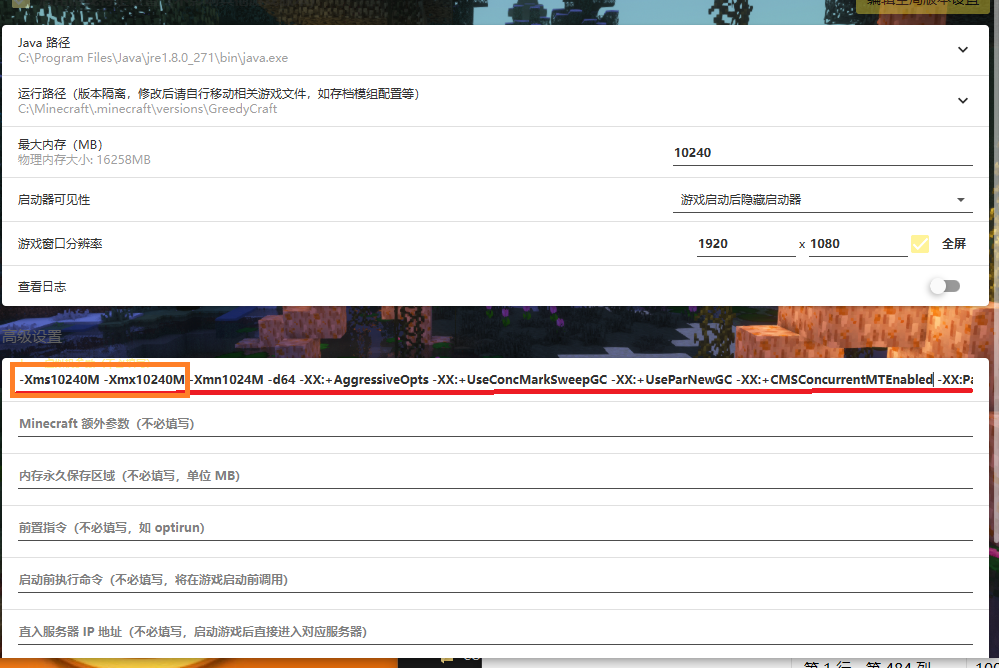 编辑全局版本设置
Java 路径
C:\Program Files\Java\jre1.8.0_271\bin\java.exe
运行路径（版本隔离，修改后请自行移动相关游戏文件，如存档模组配置等）
C:\Minecraft\.minecraft\versions\GreedyCraft
最大内存（MB）
物理内存大小: 16258MB
10240
启动器可见性
游戏启动后隐藏启动器
游戏窗口分辨率
1920 x 1080 全屏
查看日志
高级设置
-Xms10240M -Xmx10240M -Xmn1024M -d64 -XX:+AggressiveOpts -XX:+UseConcMarkSweepGC -XX:+UseParNewGC -XX:+CMSConcurrentMTEnabled -XX:Pa
Minecraft 额外参数（不必填写）
内存永久保存区域（不必填写，单位 MB）
前置指令（不必填写，如 optirun）
启动前执行命令（不必填写，将在游戏启动前调用）
直入服务器 IP 地址（不必填写，启动游戏后直接进入对应服务器）
第 1 行，第 484 列